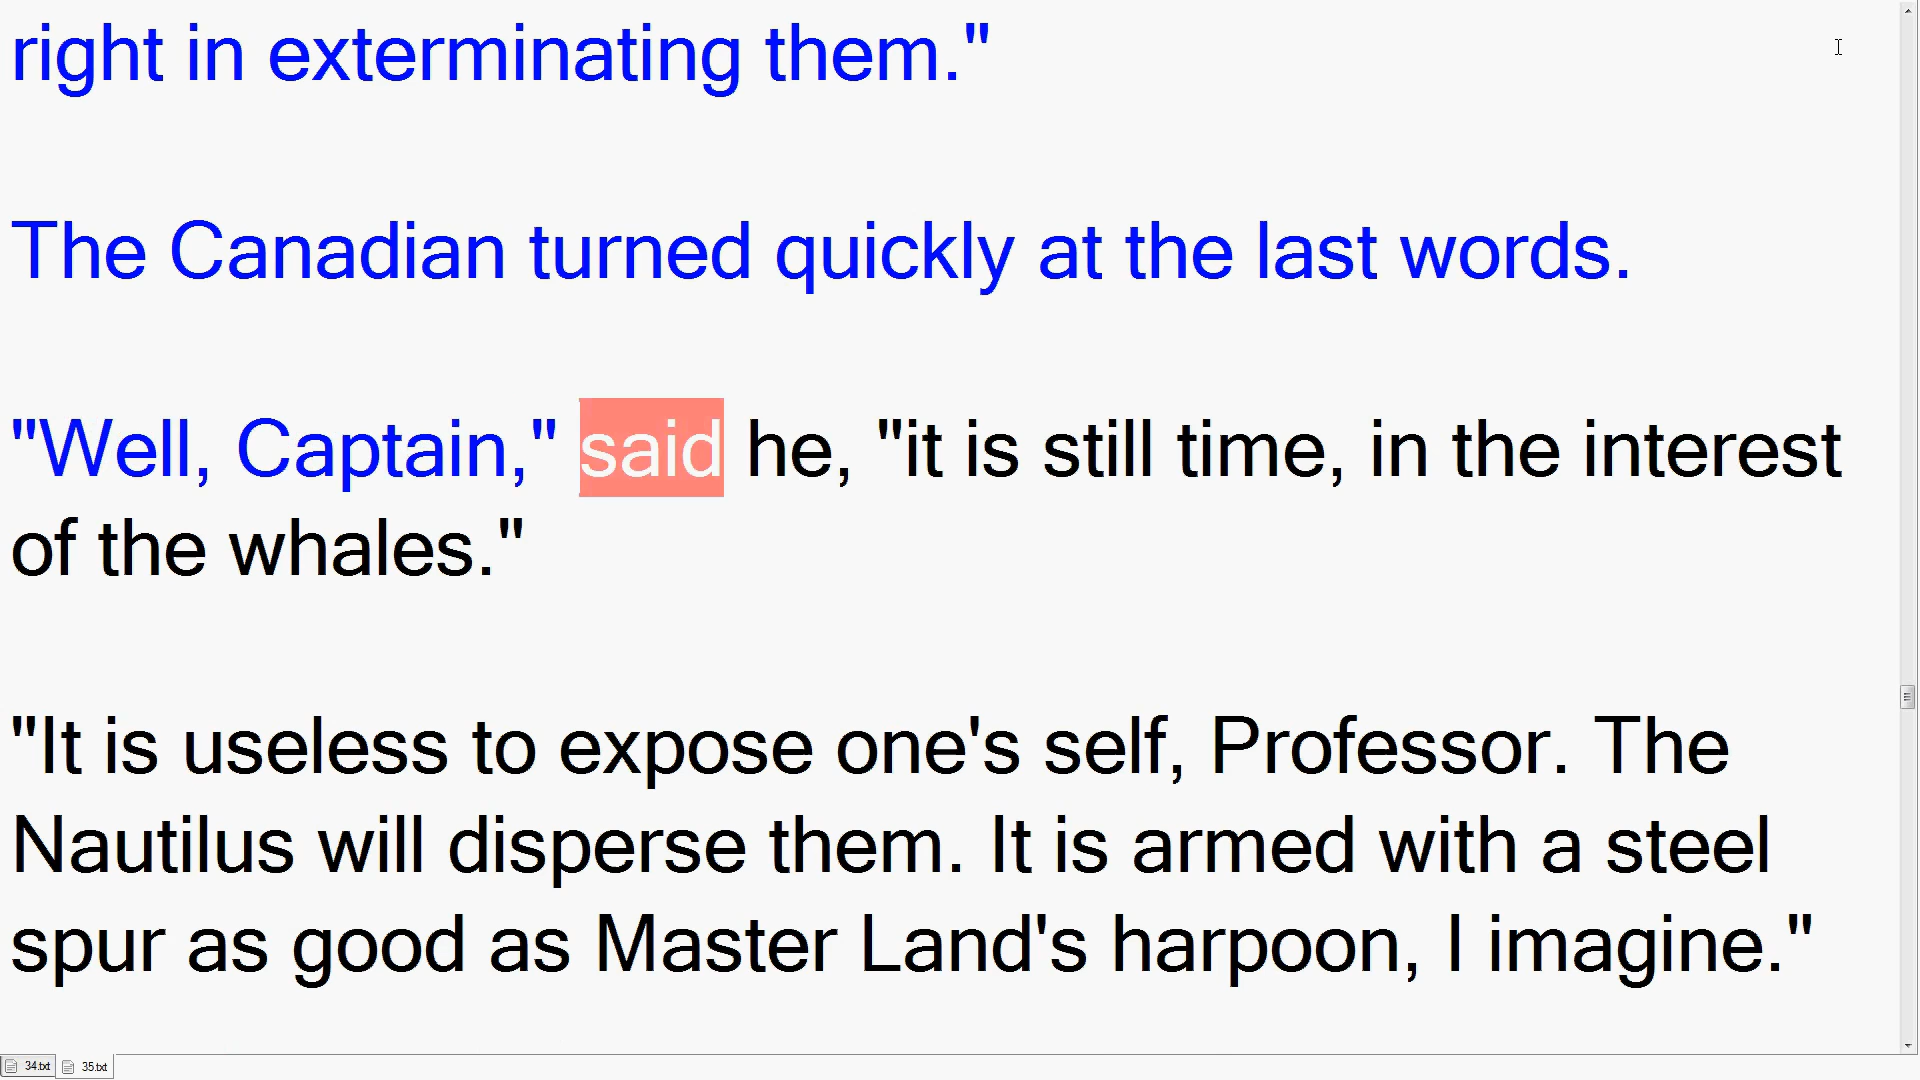 right in exterminating them."
The Canadian turned quickly at the last words.
"Well, Captain," said he, "it is still time, in the interest
of the whales."
"It is useless to expose one's self, Professor. The
Nautilus will disperse them. It is armed with a steel
spur as good as Master Land's harpoon, I imagine."
34.txt 35.txt